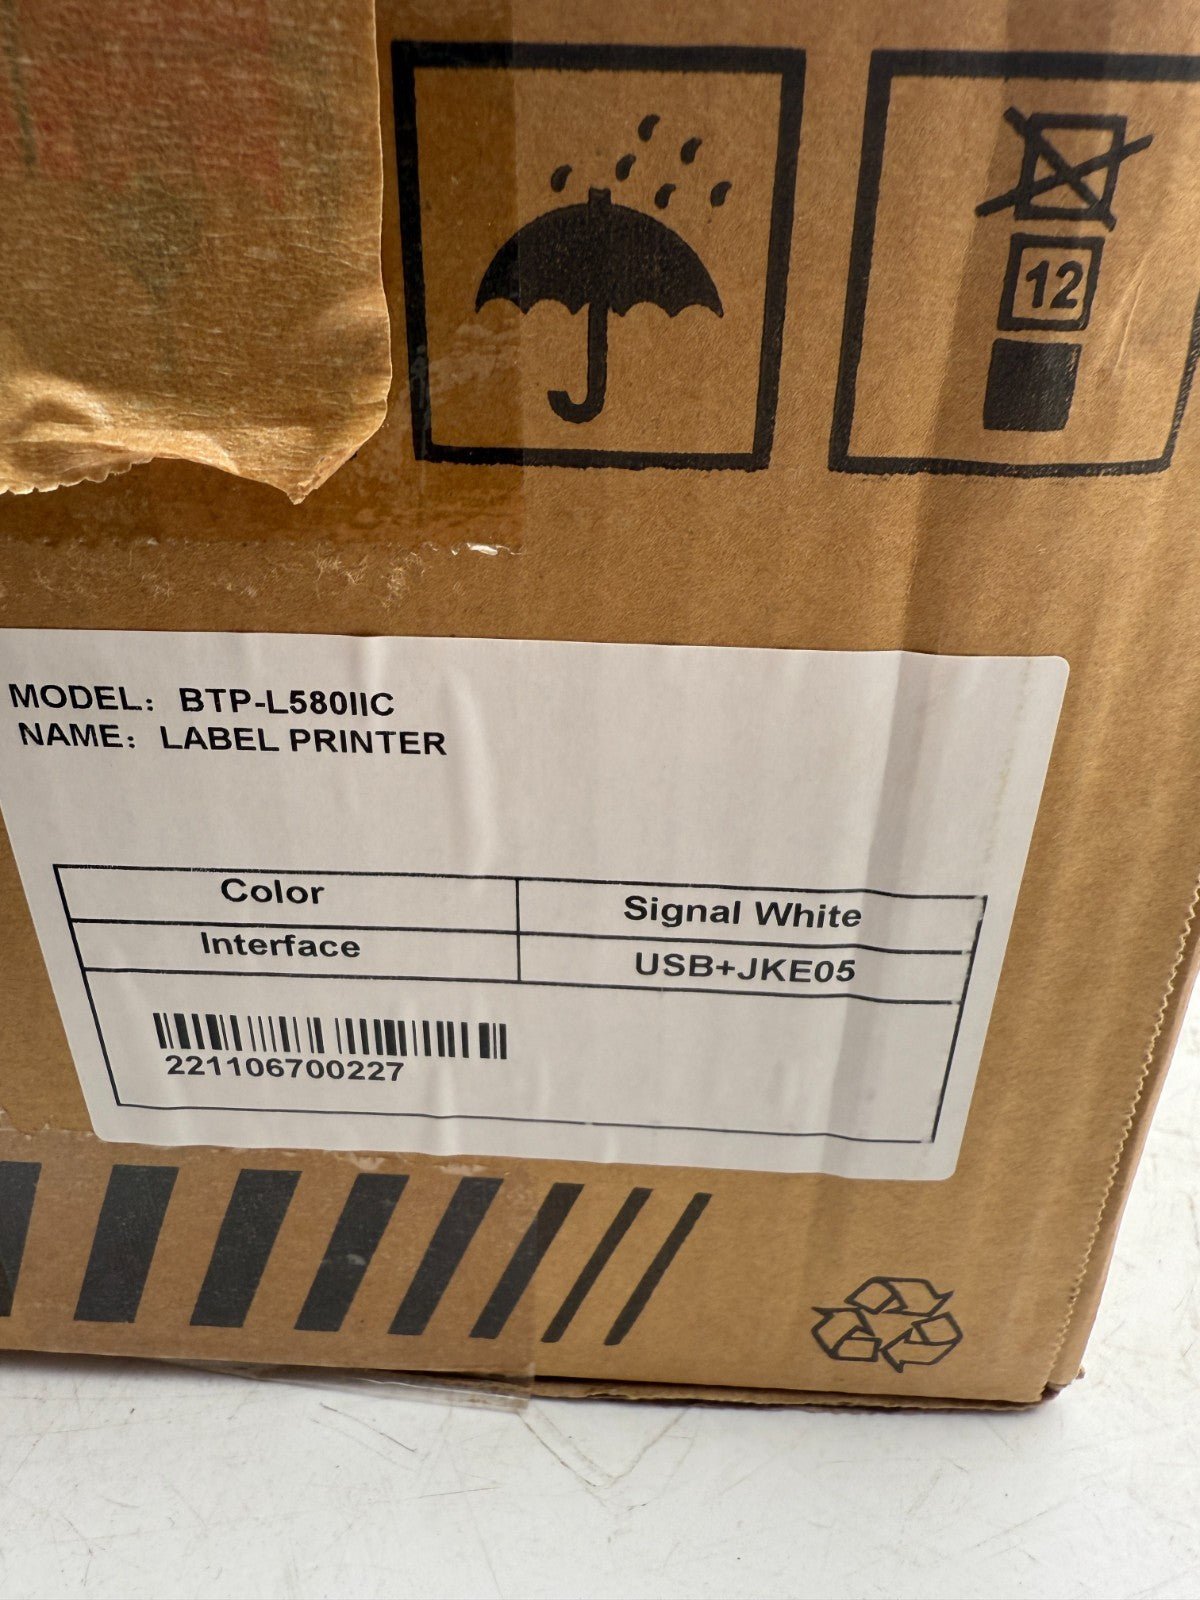 12
MODEL: BTP-L580IIC
NAME: LABEL PRINTER
Color Signal White
Interface USB+JKE05
221106700227